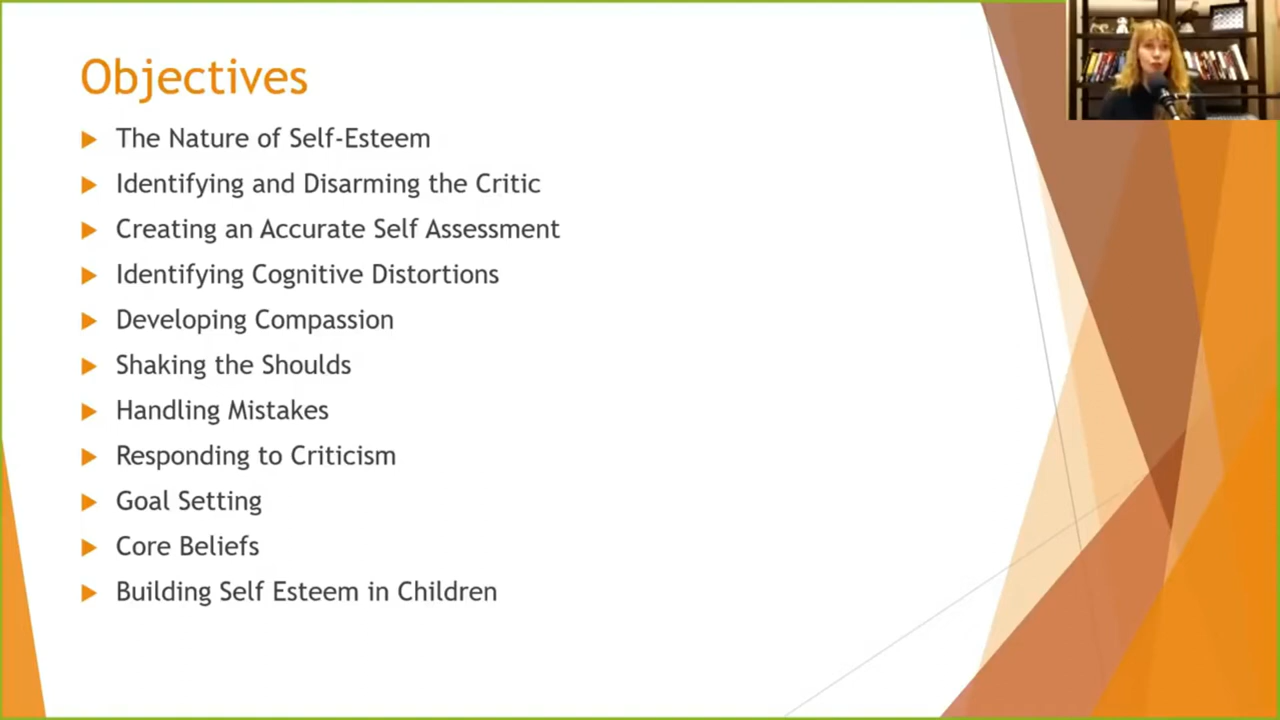 Objectives
The Nature of Self-Esteem
Identifying and Disarming the Critic
Creating an Accurate Self Assessment
Identifying Cognitive Distortions
Developing Compassion
Shaking the Shoulds
Handling Mistakes
Responding to Criticism
Goal Setting
Core Beliefs
Building Self Esteem in Children